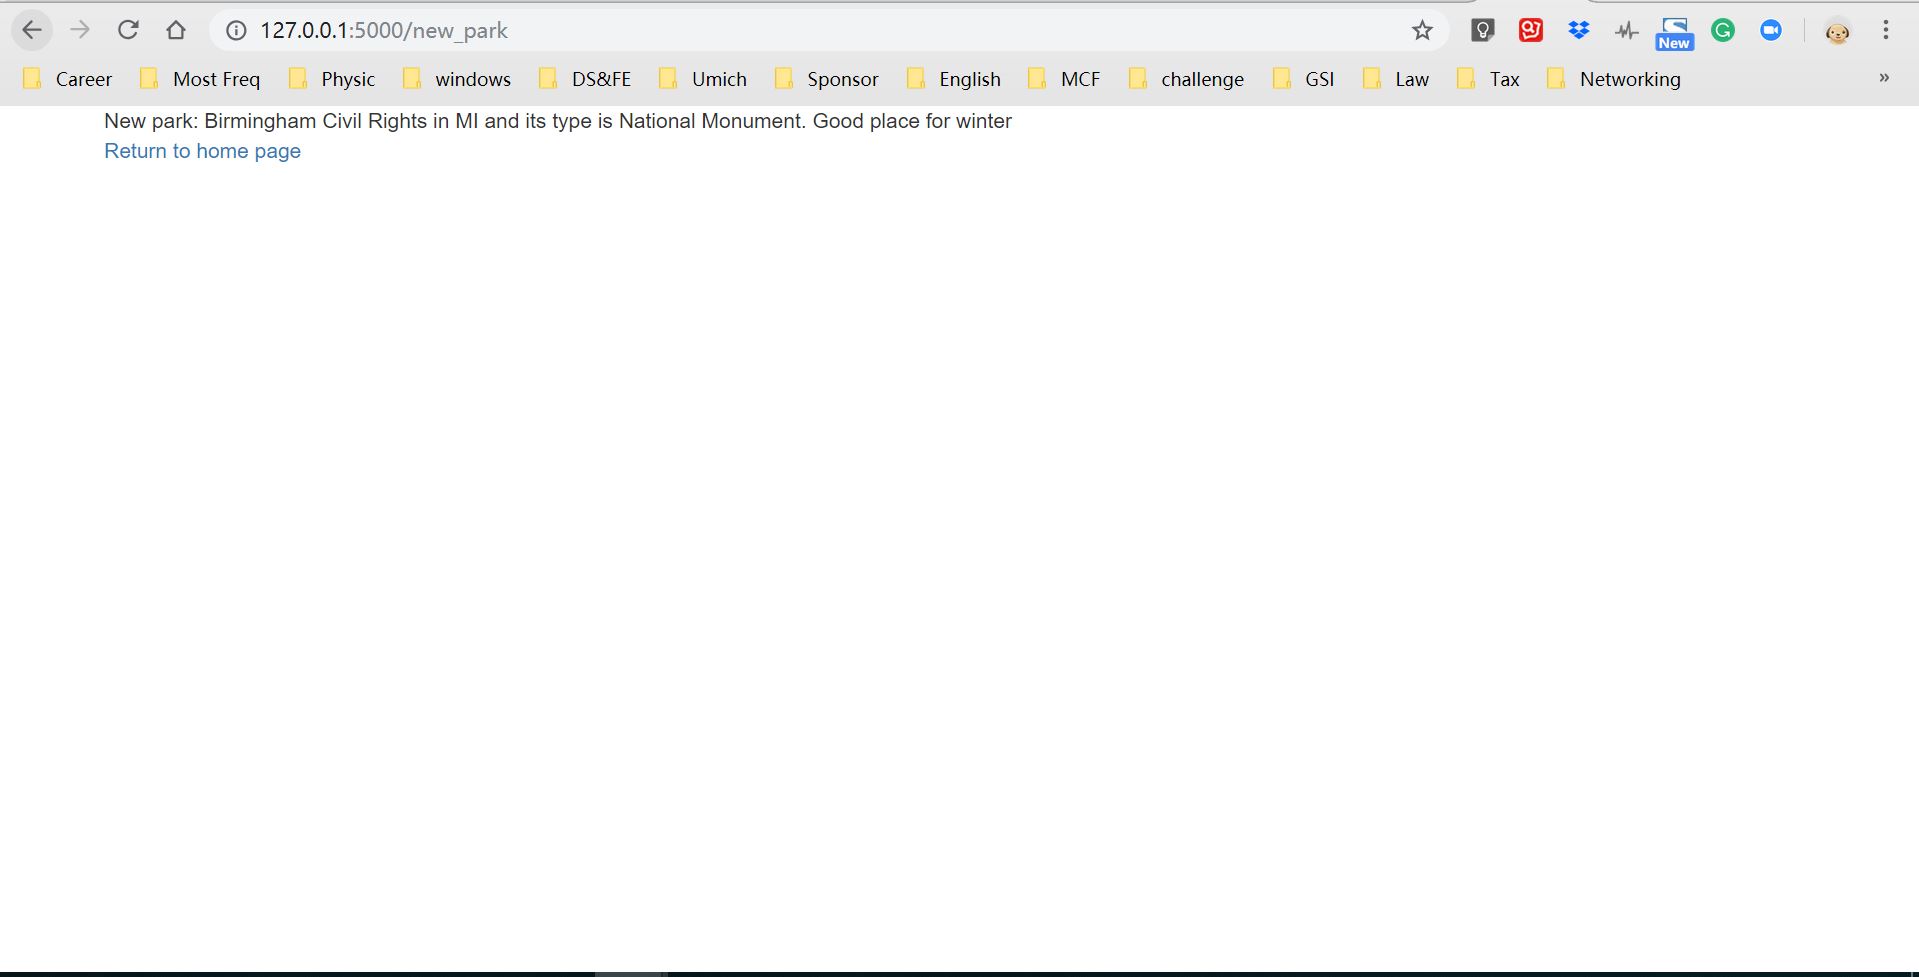 127.0.0.1:5000/new_park
New
Career Most Freq Physic windows DS&FE Umich Sponsor English MCF challenge GSI Law Tax Networking »
New park: Birmingham Civil Rights in MI and its type is National Monument. Good place for winter
Return to home page